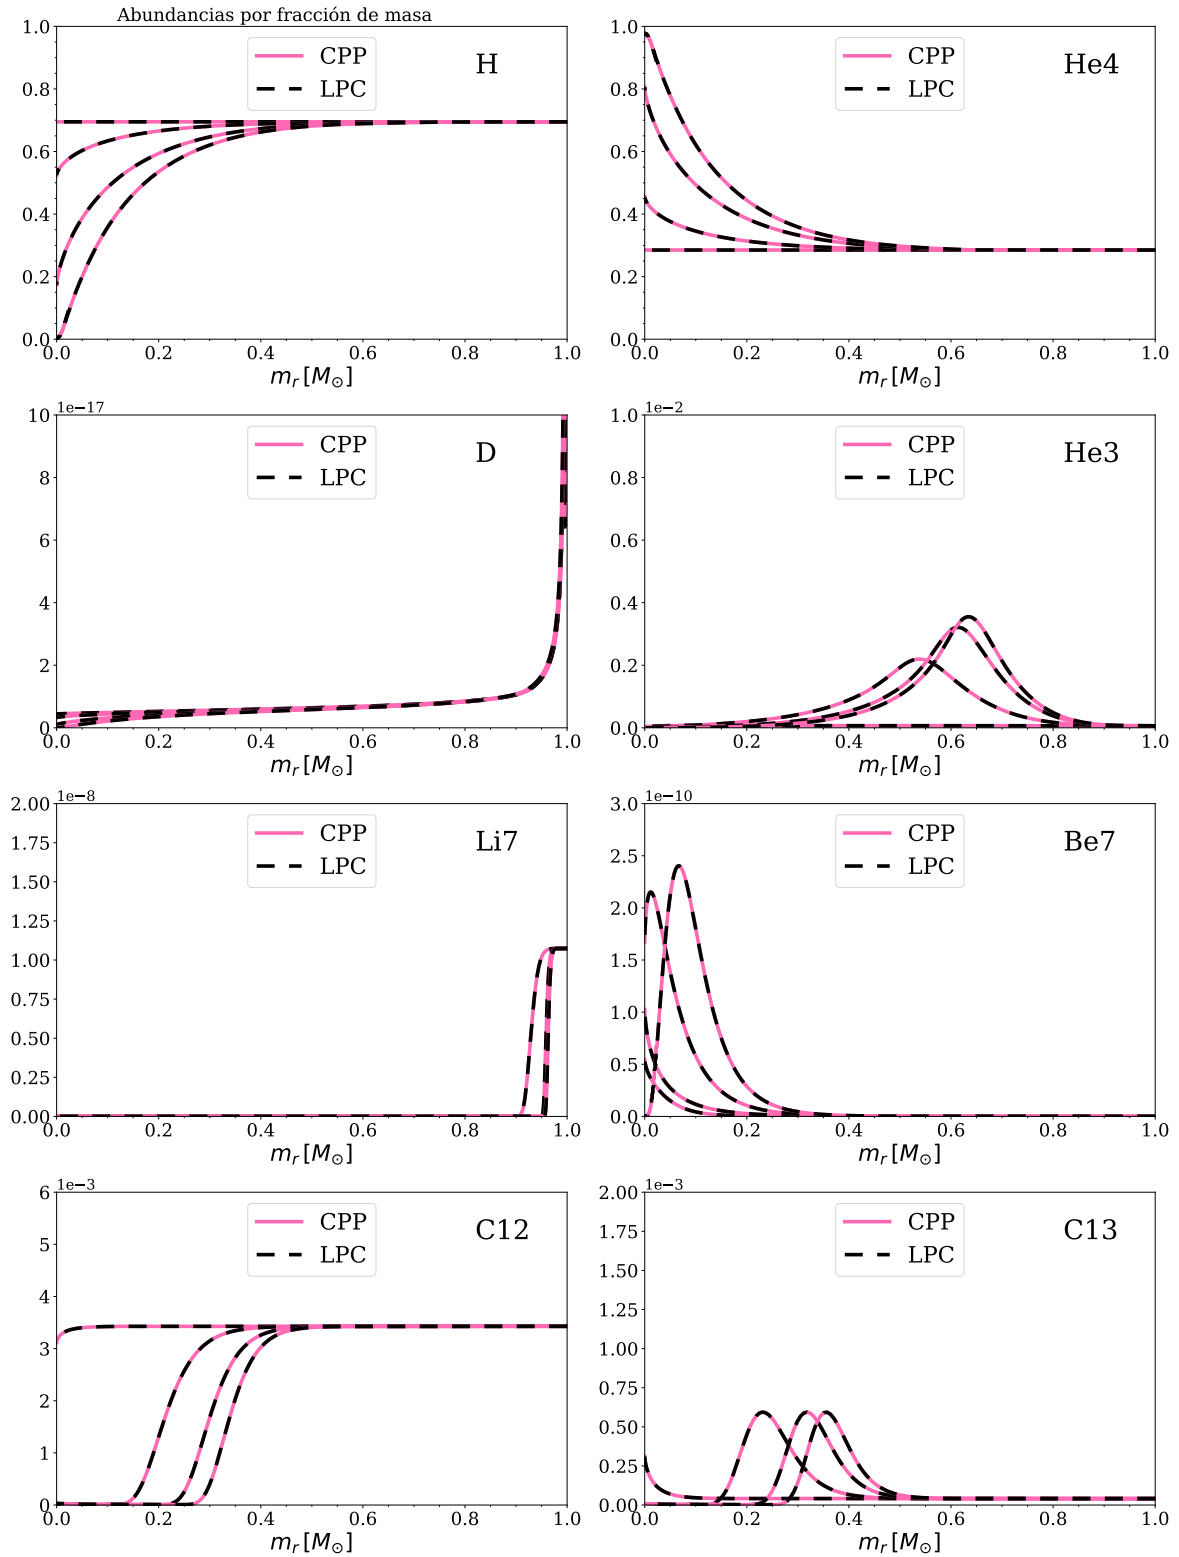 Abundancias por fracción de masa
1.0
0.8
0.6
0.4
0.2
0.0
CPP
LPC
H
0.0 0.2 0.4 0.6 0.8 1.0
m_r [M_⊙]
1.0
0.8
0.6
0.4
0.2
0.0
CPP
LPC
He4
0.0 0.2 0.4 0.6 0.8 1.0
m_r [M_⊙]
1e−17
10
8
6
4
2
0
CPP
LPC
D
0.0 0.2 0.4 0.6 0.8 1.0
m_r [M_⊙]
1e−2
1.0
0.8
0.6
0.4
0.2
0.0
CPP
LPC
He3
0.0 0.2 0.4 0.6 0.8 1.0
m_r [M_⊙]
1e−8
2.00
1.75
1.50
1.25
1.00
0.75
0.50
0.25
0.00
CPP
LPC
Li7
0.0 0.2 0.4 0.6 0.8 1.0
m_r [M_⊙]
1e−10
3.0
2.5
2.0
1.5
1.0
0.5
0.0
CPP
LPC
Be7
0.0 0.2 0.4 0.6 0.8 1.0
m_r [M_⊙]
1e−3
6
5
4
3
2
1
0
CPP
LPC
C12
0.0 0.2 0.4 0.6 0.8 1.0
m_r [M_⊙]
1e−3
2.00
1.75
1.50
1.25
1.00
0.75
0.50
0.25
0.00
CPP
LPC
C13
0.0 0.2 0.4 0.6 0.8 1.0
m_r [M_⊙]